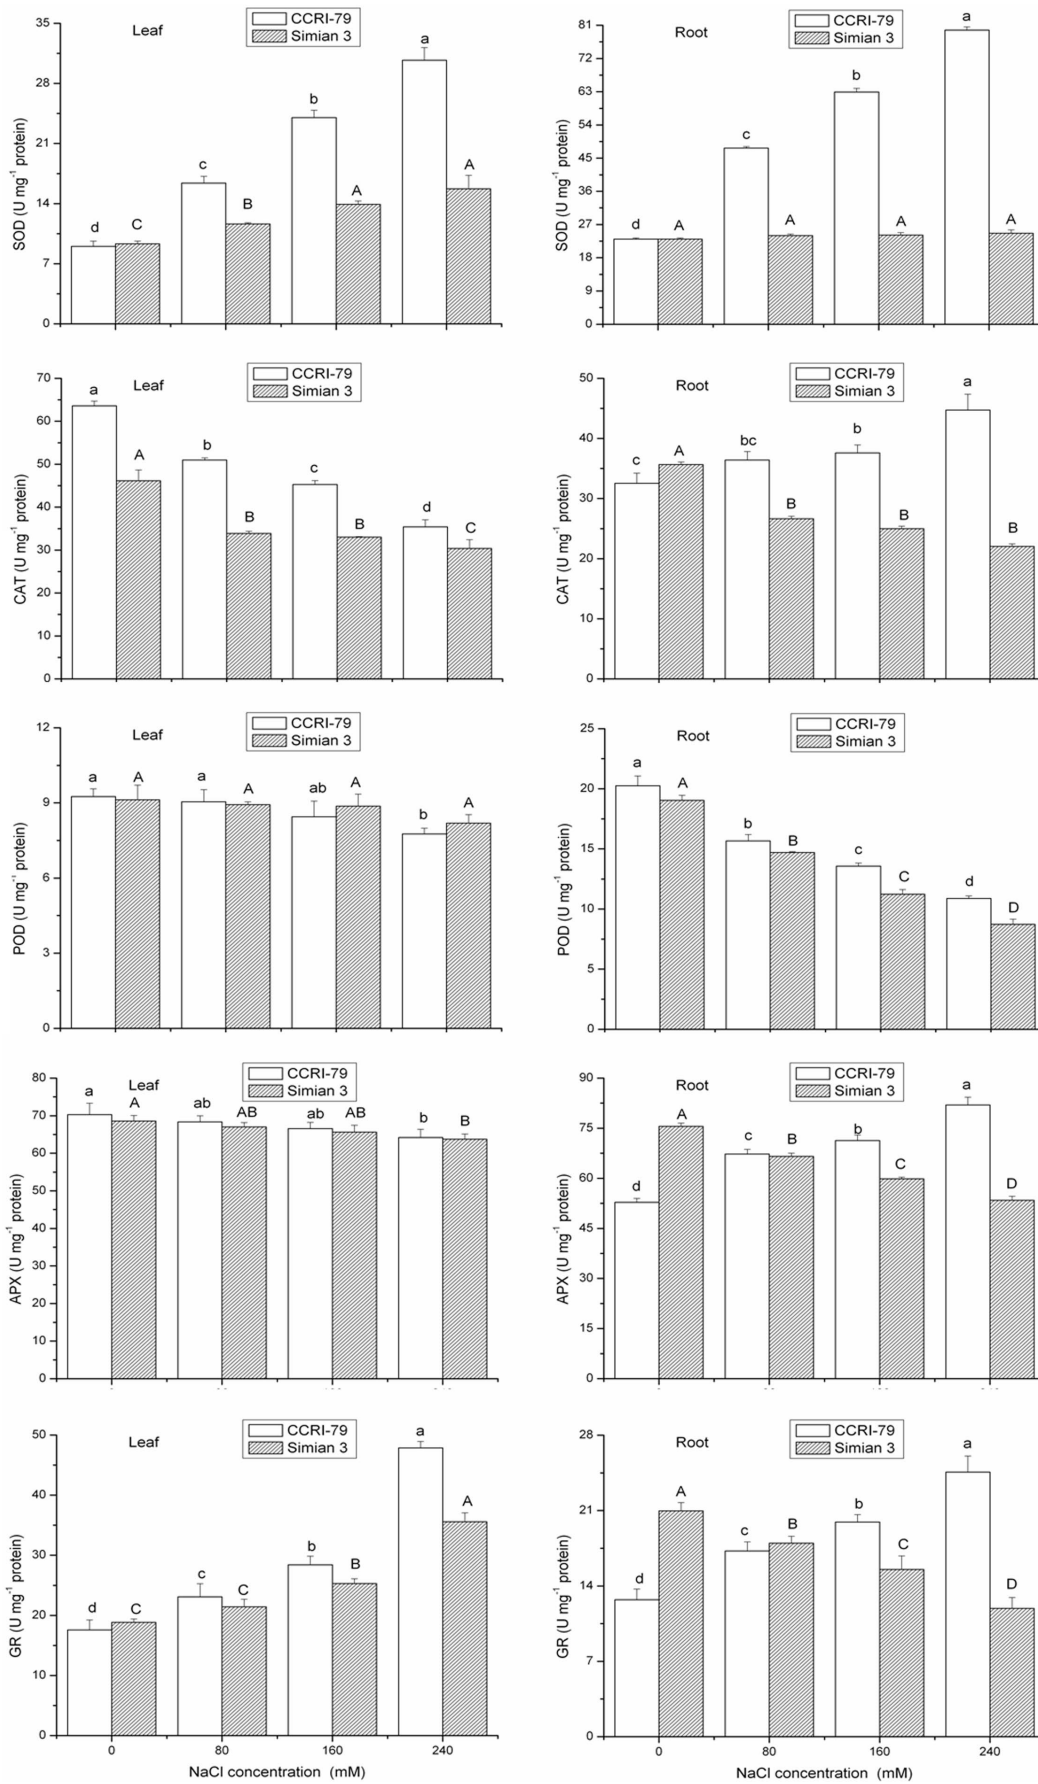 Leaf
CCRI-79
Simian 3
SOD (U mg⁻¹ protein)
35
28
21
14
7
0
d C c B b A a A
Root
CCRI-79
Simian 3
SOD (U mg⁻¹ protein)
81
72
63
54
45
36
27
18
9
0
d A c A b A a A
Leaf
CCRI-79
Simian 3
CAT (U mg⁻¹ protein)
70
60
50
40
30
20
10
0
a A b B c B d C
Root
CCRI-79
Simian 3
CAT (U mg⁻¹ protein)
50
40
30
20
10
0
c A bc B b B a B
Leaf
CCRI-79
Simian 3
POD (U mg⁻¹ protein)
12
9
6
3
0
a A a A ab A b A
Root
CCRI-79
Simian 3
POD (U mg⁻¹ protein)
25
20
15
10
5
0
a A b B c C d D
Leaf
CCRI-79
Simian 3
APX (U mg⁻¹ protein)
80
70
60
50
40
30
20
10
0
a A ab AB ab AB b B
Root
CCRI-79
Simian 3
APX (U mg⁻¹ protein)
90
75
60
45
30
15
0
d A c B b C a D
Leaf
CCRI-79
Simian 3
GR (U mg⁻¹ protein)
50
40
30
20
10
0
d C c C b B a A
0 80 160 240
NaCl concentration (mM)
Root
CCRI-79
Simian 3
GR (U mg⁻¹ protein)
28
21
14
7
0
d A c B b C a D
0 80 160 240
NaCl concentration (mM)